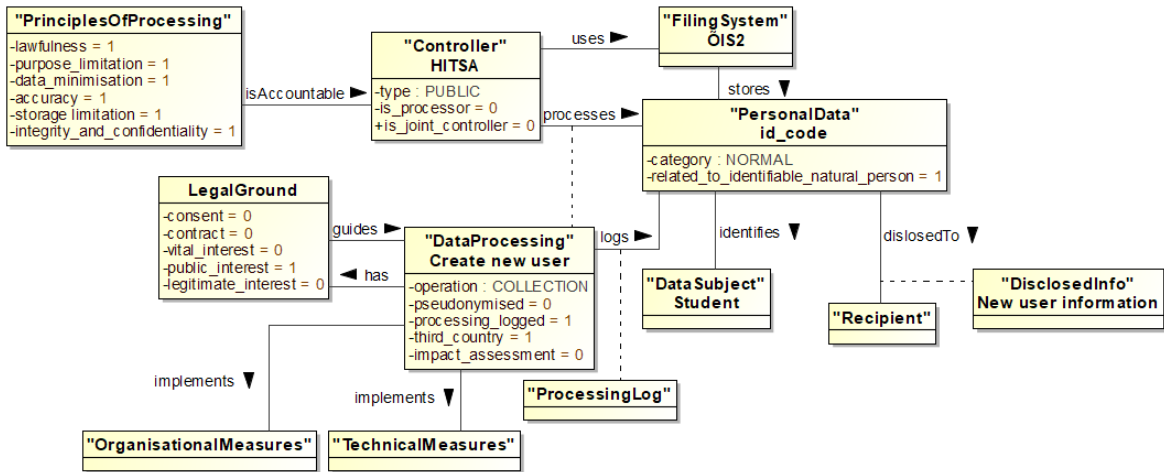 "PrinciplesOfProcessing"
-lawfulness = 1
-purpose_limitation = 1
-data_minimisation = 1
-accuracy = 1
-storage limitation = 1
-integrity_and_confidentiality = 1
isAccountable
"Controller"
HITSA
-type : PUBLIC
-is_processor = 0
+is_joint_controller = 0
uses
"FilingSystem"
ÕIS2
stores
processes
"PersonalData"
id_code
-category : NORMAL
-related_to_identifiable_natural_person = 1
LegalGround
-consent = 0
-contract = 0
-vital_interest = 0
-public_interest = 1
-legitimate_interest = 0
guides
has
"DataProcessing"
Create new user
-operation : COLLECTION
-pseudonymised = 0
-processing_logged = 1
-third_country = 1
-impact_assessment = 0
logs
identifies
dislosedTo
"DataSubject"
Student
"Recipient"
"DisclosedInfo"
New user information
implements
implements
"ProcessingLog"
"OrganisationalMeasures"
"TechnicalMeasures"